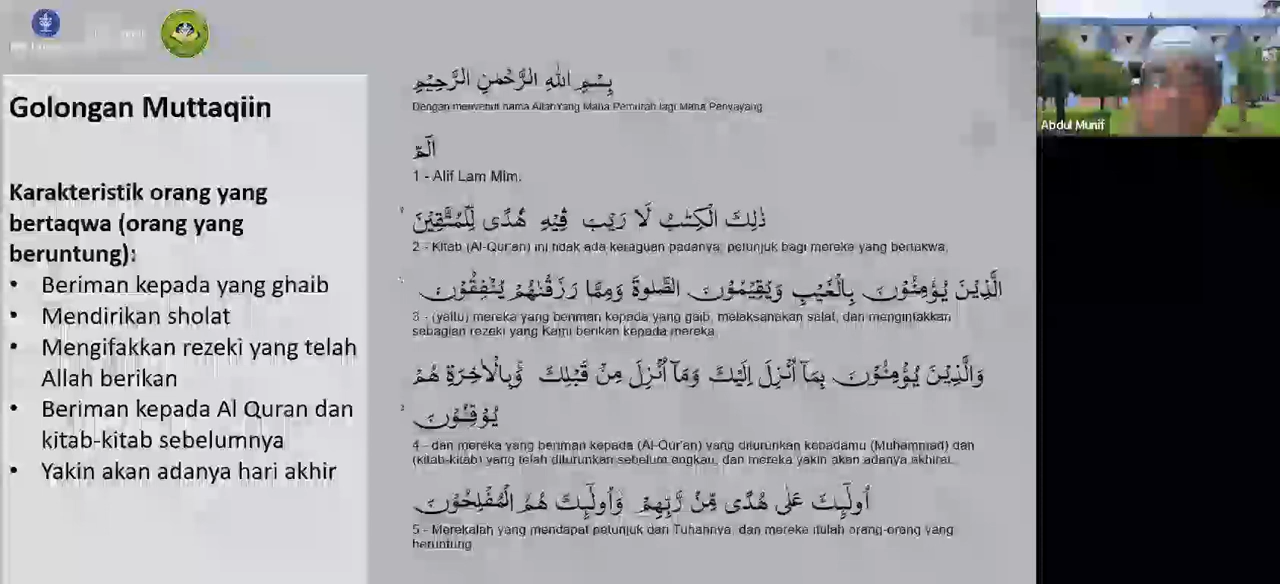 Golongan Muttaqiin
Karakteristik orang yang
bertaqwa (orang yang
beruntung):
• Beriman kepada yang ghaib
• Mendirikan sholat
• Mengifakkan rezeki yang telah
Allah berikan
• Beriman kepada Al Quran dan
kitab-kitab sebelumnya
• Yakin akan adanya hari akhir
بِسْمِ اللّٰهِ الرَّحْمٰنِ الرَّحِيْمِ
Dengan menyebut nama Allah Yang Maha Pemurah lagi Maha Penyayang
الۤمّۤ
1 - Alif Lam Mim.
ذٰلِكَ الْكِتٰبُ لَا رَيْبَ فِيْهِ هُدًى لِّلْمُتَّقِيْنَ
2 - Kitab (Al-Qur'an) ini tidak ada keraguan padanya; petunjuk bagi mereka yang bertakwa,
الَّذِيْنَ يُؤْمِنُوْنَ بِالْغَيْبِ وَيُقِيْمُوْنَ الصَّلٰوةَ وَمِمَّا رَزَقْنٰهُمْ يُنْفِقُوْنَ
3 - (yaitu) mereka yang beriman kepada yang gaib, melaksanakan salat, dan menginfakkan
sebagian rezeki yang Kami berikan kepada mereka,
وَالَّذِيْنَ يُؤْمِنُوْنَ بِمَآ اُنْزِلَ اِلَيْكَ وَمَآ اُنْزِلَ مِنْ قَبْلِكَ وَبِالْاٰخِرَةِ هُمْ
يُوْقِنُوْنَ
4 - dan mereka yang beriman kepada (Al-Qur'an) yang diturunkan kepadamu (Muhammad) dan
(kitab-kitab) yang telah diturunkan sebelum engkau, dan mereka yakin akan adanya akhirat.
اُولٰۤىِٕكَ عَلٰى هُدًى مِّنْ رَّبِّهِمْ وَاُولٰۤىِٕكَ هُمُ الْمُفْلِحُوْنَ
5 - Merekalah yang mendapat petunjuk dari Tuhannya, dan mereka itulah orang-orang yang
beruntung
Abdul Munif